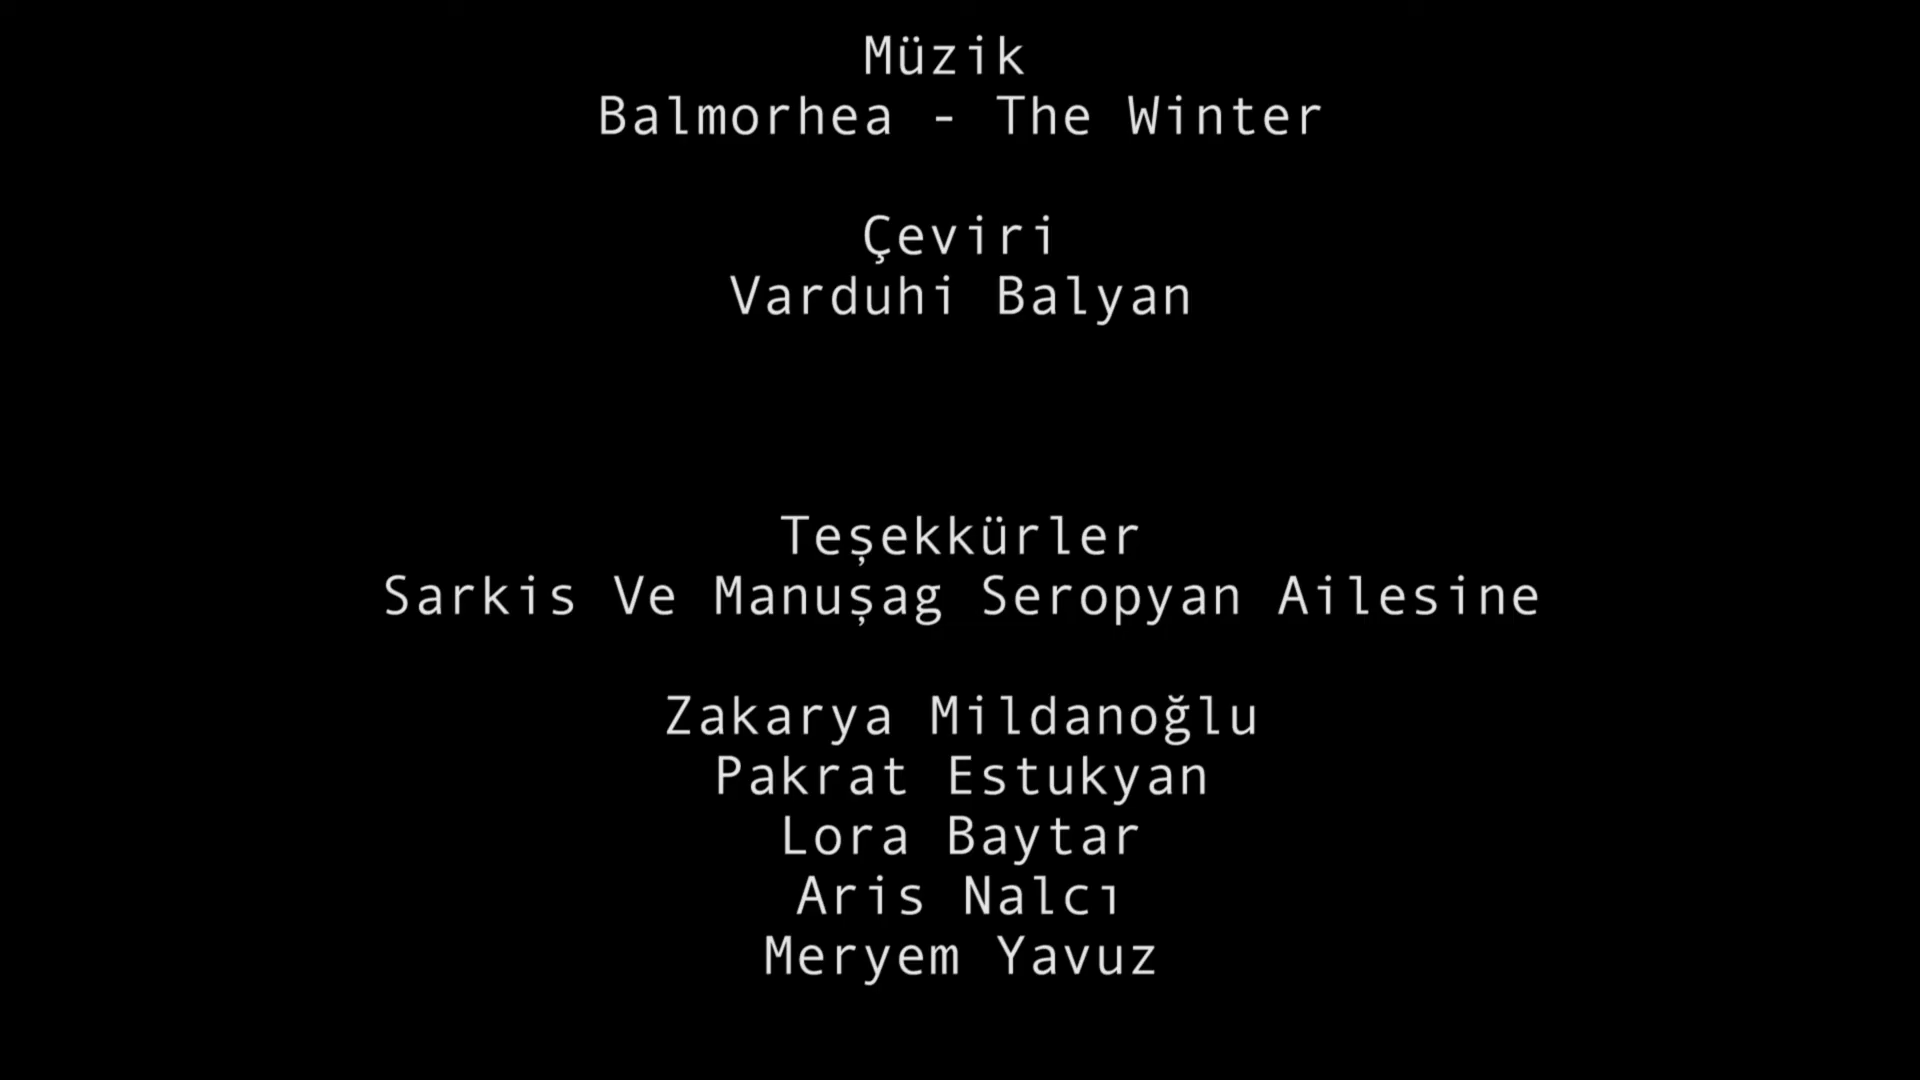 Müzik
Balmorhea - The Winter
Çeviri
Varduhi Balyan
Teşekkürler
Sarkis Ve Manuşag Seropyan Ailesine
Zakarya Mildanoğlu
Pakrat Estukyan
Lora Baytar
Aris Nalcı
Meryem Yavuz